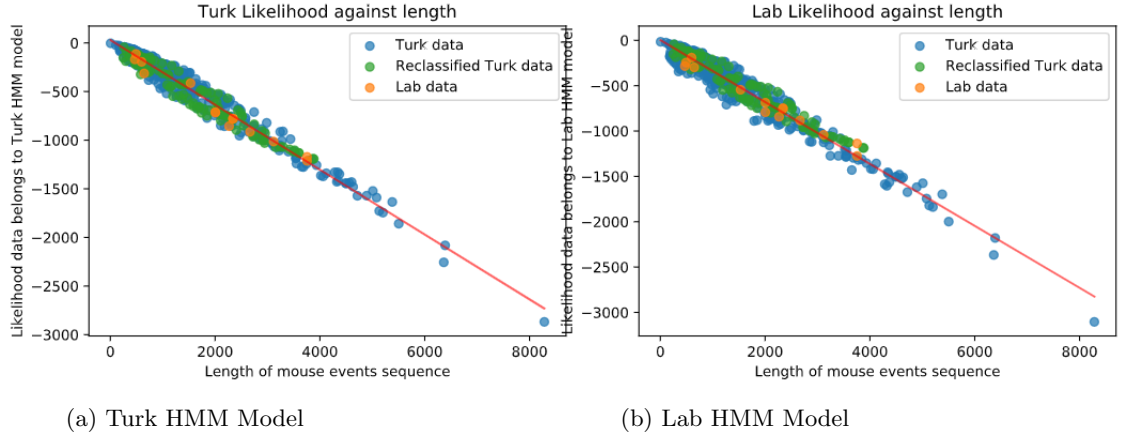 Turk Likelihood against length
Likelihood data belongs to Turk HMM model
0
−500
−1000
−1500
−2000
−2500
−3000
Turk data
Reclassified Turk data
Lab data
0
2000
4000
6000
8000
Length of mouse events sequence
(a) Turk HMM Model
Lab Likelihood against length
Likelihood data belongs to Lab HMM model
0
−500
−1000
−1500
−2000
−2500
−3000
Turk data
Reclassified Turk data
Lab data
0
2000
4000
6000
8000
Length of mouse events sequence
(b) Lab HMM Model